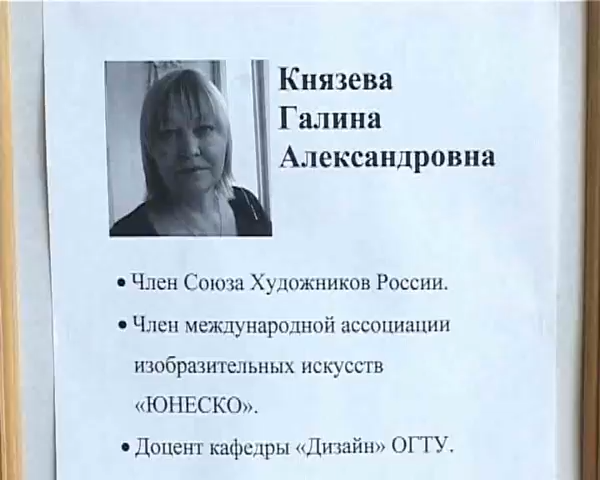 Князева
Галина
Александровна
• Член Союза Художников России.
• Член международной ассоциации
изобразительных искусств
«ЮНЕСКО».
• Доцент кафедры «Дизайн» ОГТУ.